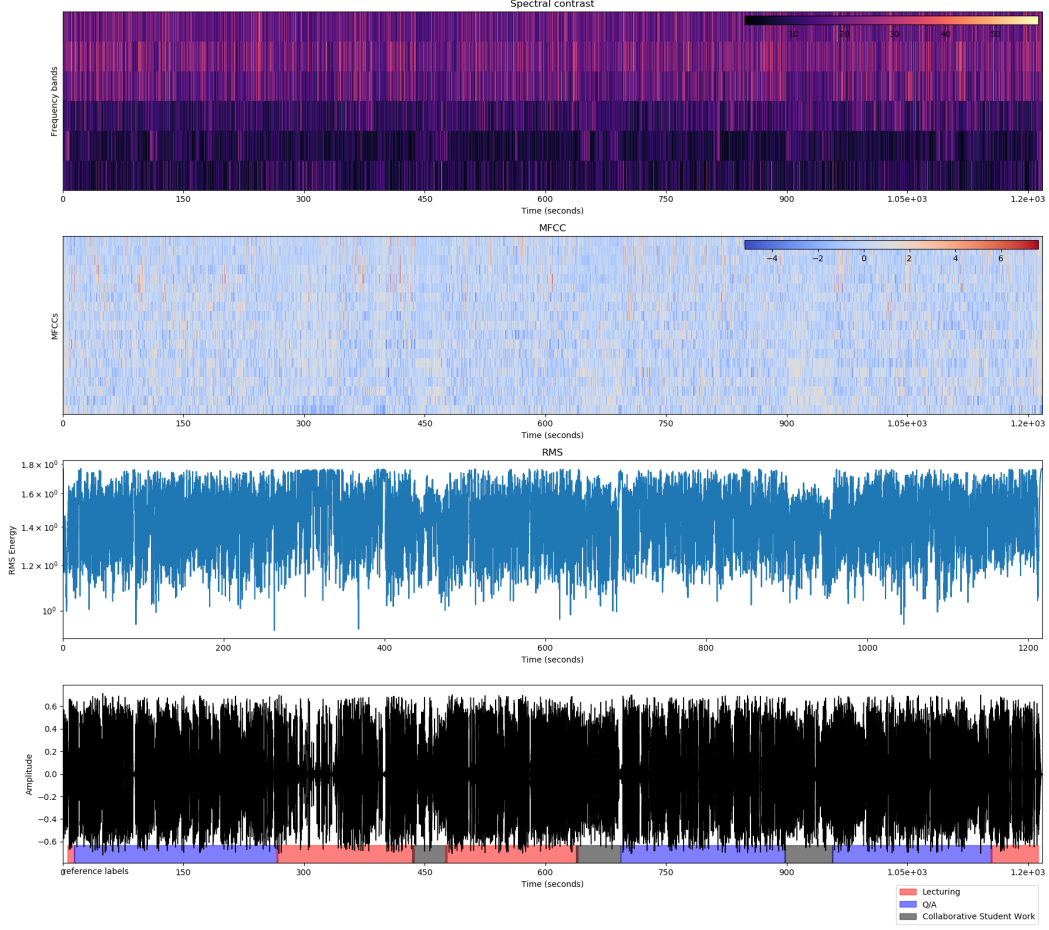 Spectral contrast
Frequency bands
10 20 30 40 50
0 150 300 450 600 750 900 1.05e+03 1.2e+03
Time (seconds)
MFCC
MFCCs
−4 −2 0 2 4 6
0 150 300 450 600 750 900 1.05e+03 1.2e+03
Time (seconds)
RMS
RMS Energy
1.8 × 10⁰
1.6 × 10⁰
1.4 × 10⁰
1.2 × 10⁰
10⁰
0 200 400 600 800 1000 1200
Time (seconds)
Amplitude
0.6
0.4
0.2
0.0
−0.2
−0.4
−0.6
0 150 300 450 600 750 900 1.05e+03 1.2e+03
reference labels
Time (seconds)
Lecturing
Q/A
Collaborative Student Work